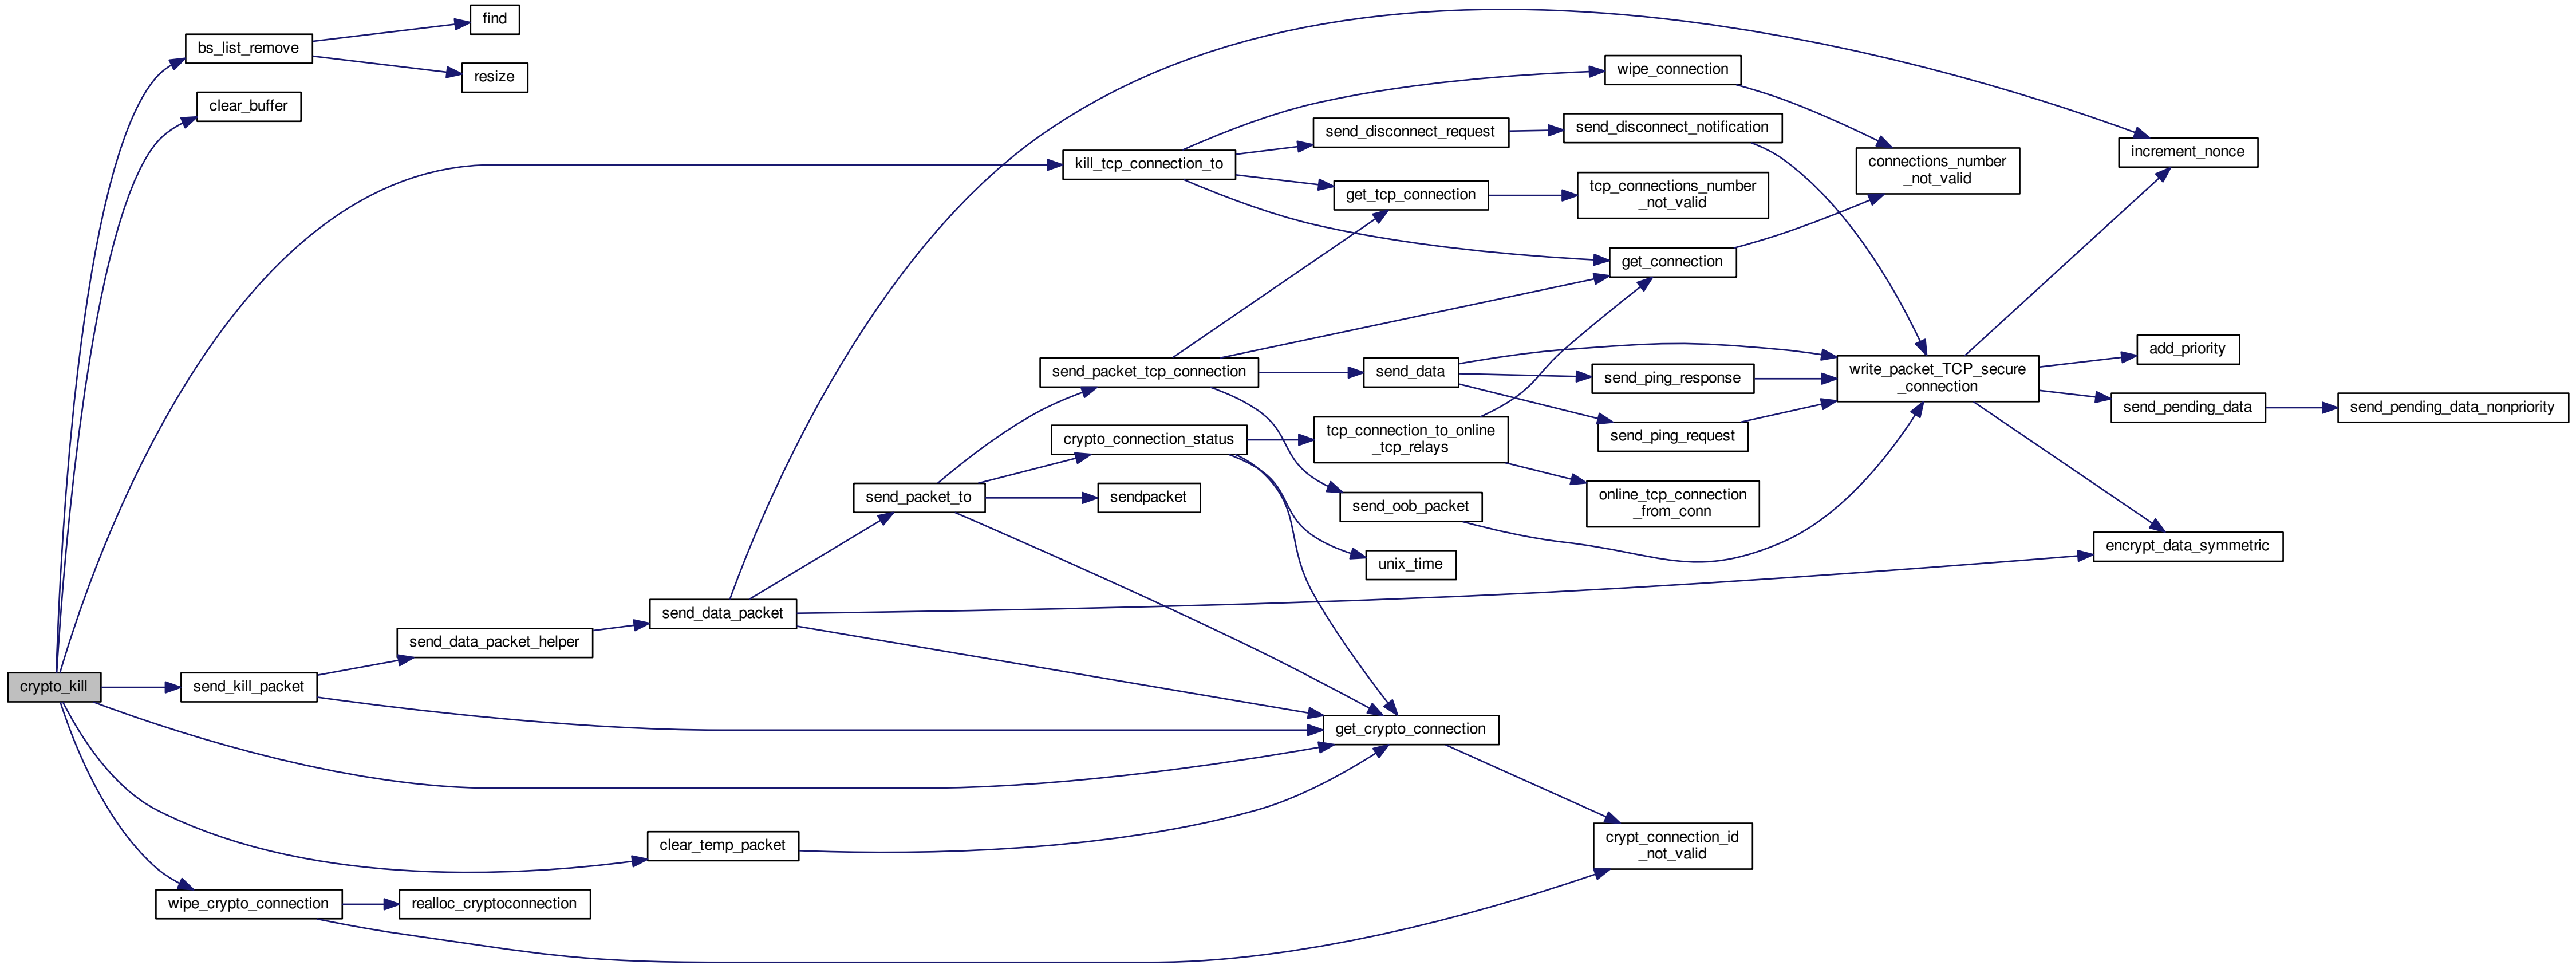 find
bs_list_remove
resize
clear_buffer
wipe_connection
send_disconnect_request
send_disconnect_notification
kill_tcp_connection_to
connections_number
_not_valid
increment_nonce
get_tcp_connection
tcp_connections_number
_not_valid
get_connection
send_packet_tcp_connection
send_data
send_ping_response
write_packet_TCP_secure
_connection
add_priority
send_pending_data
send_pending_data_nonpriority
crypto_connection_status
tcp_connection_to_online
_tcp_relays
send_ping_request
send_packet_to
sendpacket
send_oob_packet
online_tcp_connection
_from_conn
encrypt_data_symmetric
unix_time
send_data_packet
send_data_packet_helper
crypto_kill
send_kill_packet
get_crypto_connection
clear_temp_packet
crypt_connection_id
_not_valid
wipe_crypto_connection
realloc_cryptoconnection